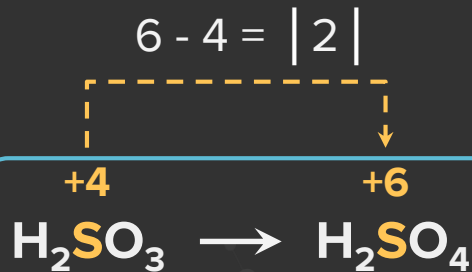 6 - 4 = |2|
+4 +6
H₂SO₃ → H₂SO₄